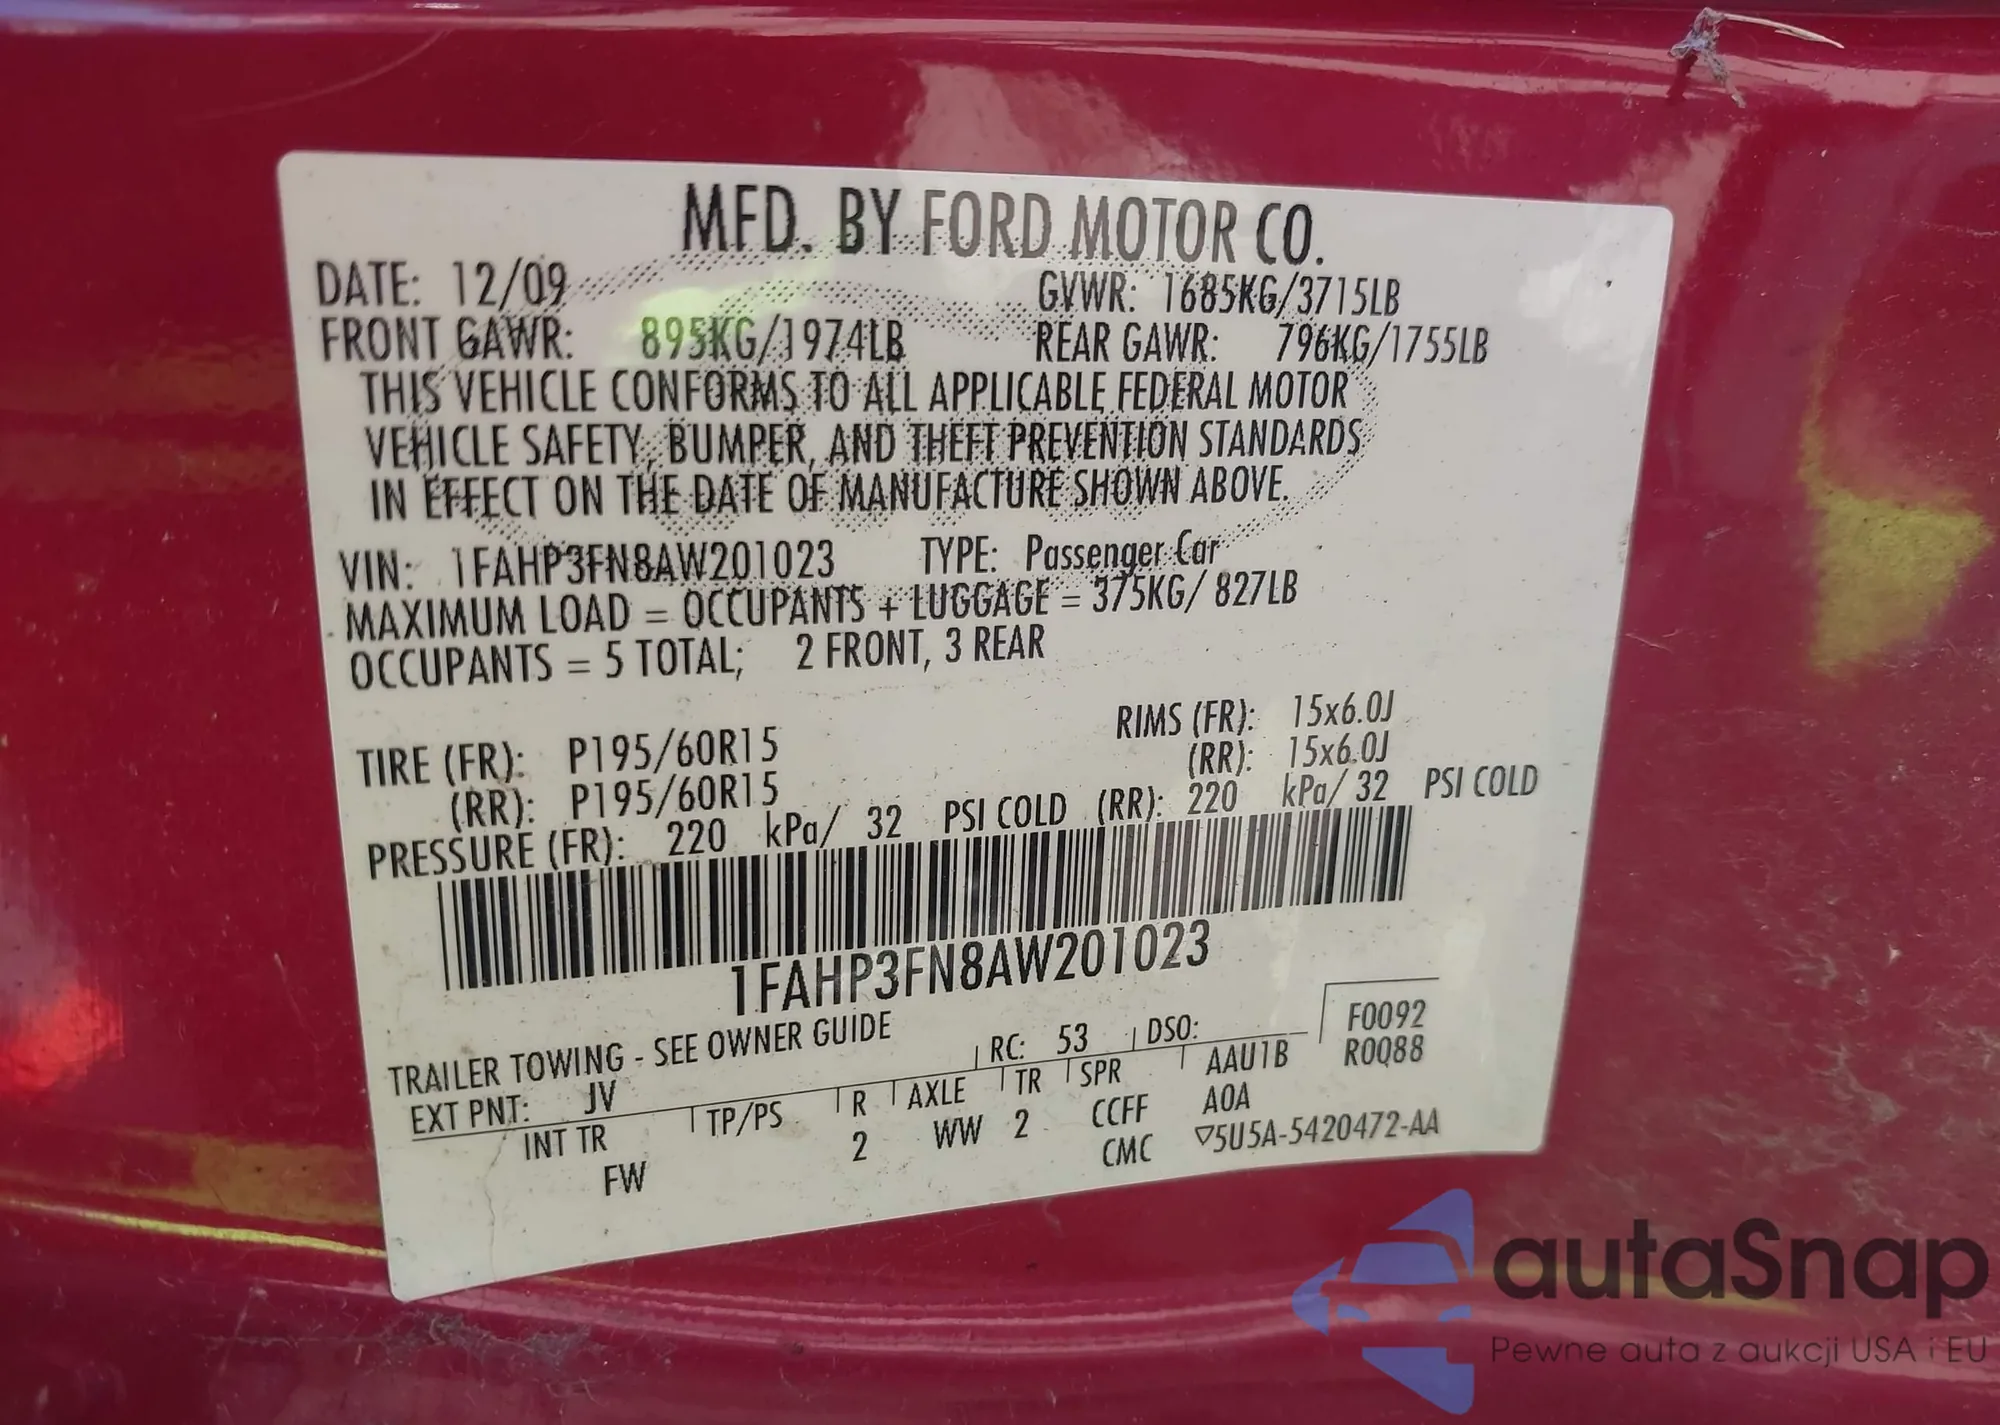 MFD. BY FORD MOTOR CO.
DATE: 12/09 GVWR: 1685KG/3715LB
FRONT GAWR: 895KG/1974LB REAR GAWR: 796KG/1755LB
THIS VEHICLE CONFORMS TO ALL APPLICABLE FEDERAL MOTOR
VEHICLE SAFETY, BUMPER, AND THEFT PREVENTION STANDARDS
IN EFFECT ON THE DATE OF MANUFACTURE SHOWN ABOVE.
VIN: 1FAHP3FN8AW201023 TYPE: Passenger Car
MAXIMUM LOAD = OCCUPANTS + LUGGAGE = 375KG/ 827LB
OCCUPANTS = 5 TOTAL; 2 FRONT, 3 REAR
TIRE (FR): P195/60R15 RIMS (FR): 15x6.0J
(RR): P195/60R15 (RR): 15x6.0J
PRESSURE (FR): 220 kPa/ 32 PSI COLD (RR): 220 kPa/ 32 PSI COLD
1FAHP3FN8AW201023
TRAILER TOWING - SEE OWNER GUIDE RC: 53 DSO: F0092
EXT PNT: JV R AXLE TR SPR AAU1B R0088
INT TR TP/PS 2 WW 2 CCFF A0A
FW CMC ▽5U5A-5420472-AA
autaSnap
Pewne auta z aukcji USA i EU